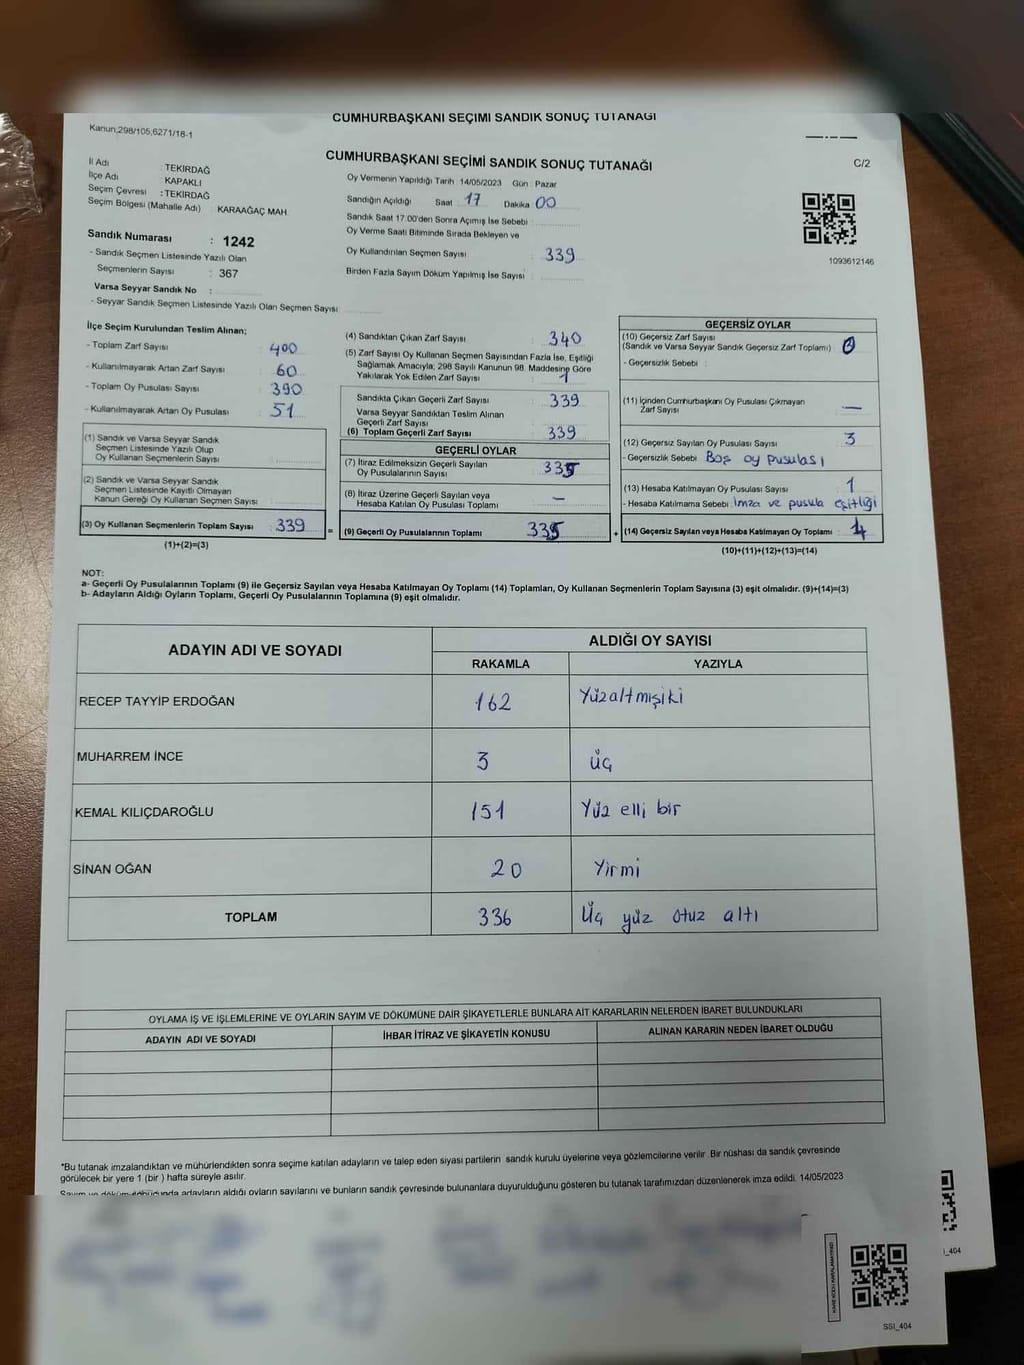 CUMHURBAŞKANI SEÇİMİ SANDIK SONUÇ TUTANAĞI
Kanun;298/105,6271/18-1
CUMHURBAŞKANI SEÇİMİ SANDIK SONUÇ TUTANAĞI
C/2
İl Adı : TEKİRDAĞ
İlçe Adı : KAPAKLI
Seçim Çevresi : TEKİRDAĞ
Seçim Bölgesi (Mahalle Adı) KARAAĞAÇ MAH.
Sandık Numarası : 1242
- Sandık Seçmen Listesinde Yazılı Olan
Seçmenlerin Sayısı : 367
Varsa Seyyar Sandık No :
- Seyyar Sandık Seçmen Listesinde Yazılı Olan Seçmen Sayısı:
Oy Vermenin Yapıldığı Tarih 14/05/2023 Gün : Pazar
Sandığın Açıldığı Saat 17 Dakika 00
Sandık Saat 17.00'den Sonra Açımış İse Sebebi
Oy Verme Saati Bitiminde Sırada Bekleyen ve
Oy Kullandırılan Seçmen Sayısı : 339
Birden Fazla Sayım Döküm Yapılmış İse Sayısı
1093612146
İlçe Seçim Kurulundan Teslim Alınan;
- Toplam Zarf Sayısı : 400
- Kullanılmayarak Artan Zarf Sayısı : 60
- Toplam Oy Pusulası Sayısı : 390
- Kullanılmayarak Artan Oy Pusulası : 51
(1) Sandık ve Varsa Seyyar Sandık
Seçmen Listesinde Yazılı Olup
Oy Kullanan Seçmenlerin Sayısı :
(2) Sandık ve Varsa Seyyar Sandık
Seçmen Listesinde Kayıtlı Olmayan
Kanun Gereği Oy Kullanan Seçmen Sayısı :
(3) Oy Kullanan Seçmenlerin Toplam Sayısı : 339
(1)+(2)=(3)
(4) Sandıktan Çıkan Zarf Sayısı : 340
(5) Zarf Sayısı Oy Kullanan Seçmen Sayısından Fazla İse, Eşitliği
Sağlamak Amacıyla; 298 Sayılı Kanunun 98. Maddesine Göre
Yakılarak Yok Edilen Zarf Sayısı : 1
Sandıkta Çıkan Geçerli Zarf Sayısı : 339
Varsa Seyyar Sandıktan Teslim Alınan
Geçerli Zarf Sayısı
(6) Toplam Geçerli Zarf Sayısı : 339
GEÇERLİ OYLAR
(7) İtiraz Edilmeksizin Geçerli Sayılan
Oy Pusulalarının Sayısı : 335
(8) İtiraz Üzerine Geçerli Sayılan veya
Hesaba Katılan Oy Pusulası Toplamı : —
(9) Geçerli Oy Pusulalarının Toplamı : 335
GEÇERSİZ OYLAR
(10) Geçersiz Zarf Sayısı
(Sandık ve Varsa Seyyar Sandık Geçersiz Zarf Toplamı) :
- Geçersizlik Sebebi :
(11) İçinden Cumhurbaşkanı Oy Pusulası Çıkmayan
Zarf Sayısı : —
(12) Geçersiz Sayılan Oy Pusulası Sayısı : 3
- Geçersizlik Sebebi Boş oy pusulası
(13) Hesaba Katılmayan Oy Pusulası Sayısı : 1
- Hesaba Katılmama Sebebi : İmza ve pusula eşitliği
(14) Geçersiz Sayılan veya Hesaba Katılmayan Oy Toplamı : 4
(10)+(11)+(12)+(13)=(14)
NOT:
a- Geçerli Oy Pusulalarının Toplamı (9) ile Geçersiz Sayılan veya Hesaba Katılmayan Oy Toplamı (14) Toplamları, Oy Kullanan Seçmenlerin Toplam Sayısına (3) eşit olmalıdır. (9)+(14)=(3)
b- Adayların Aldığı Oyların Toplamı, Geçerli Oy Pusulalarının Toplamına (9) eşit olmalıdır.
ADAYIN ADI VE SOYADI ALDIĞI OY SAYISI
RAKAMLA YAZIYLA
RECEP TAYYİP ERDOĞAN 162 Yüzaltmışiki
MUHARREM İNCE 3 Üç
KEMAL KILIÇDAROĞLU 151 Yüz elli bir
SİNAN OĞAN 20 Yirmi
TOPLAM 336 Üç yüz otuz altı
OYLAMA İŞ VE İŞLEMLERİNE VE OYLARIN SAYIM VE DÖKÜMÜNE DAİR ŞİKAYETLERLE BUNLARA AİT KARARLARIN NELERDEN İBARET BULUNDUKLARI
ADAYIN ADI VE SOYADI İHBAR İTİRAZ VE ŞİKAYETİN KONUSU ALINAN KARARIN NEDEN İBARET OLDUĞU
*Bu tutanak imzalandıktan ve mühürlendikten sonra seçime katılan adayların ve talep eden siyasi partilerin sandık kurulu üyelerine veya gözlemcilerine verilir. Bir nüshası da sandık çevresinde
görülecek bir yere 1 (bir ) hafta süreyle asılır.
Sayım ve döküm adayların aldığı oyların sayılarını ve bunların sandık çevresinde bulunanlara duyurulduğunu gösteren bu tutanak tarafımızdan düzenlenerek imza edildi. 14/05/2023
SSI_404